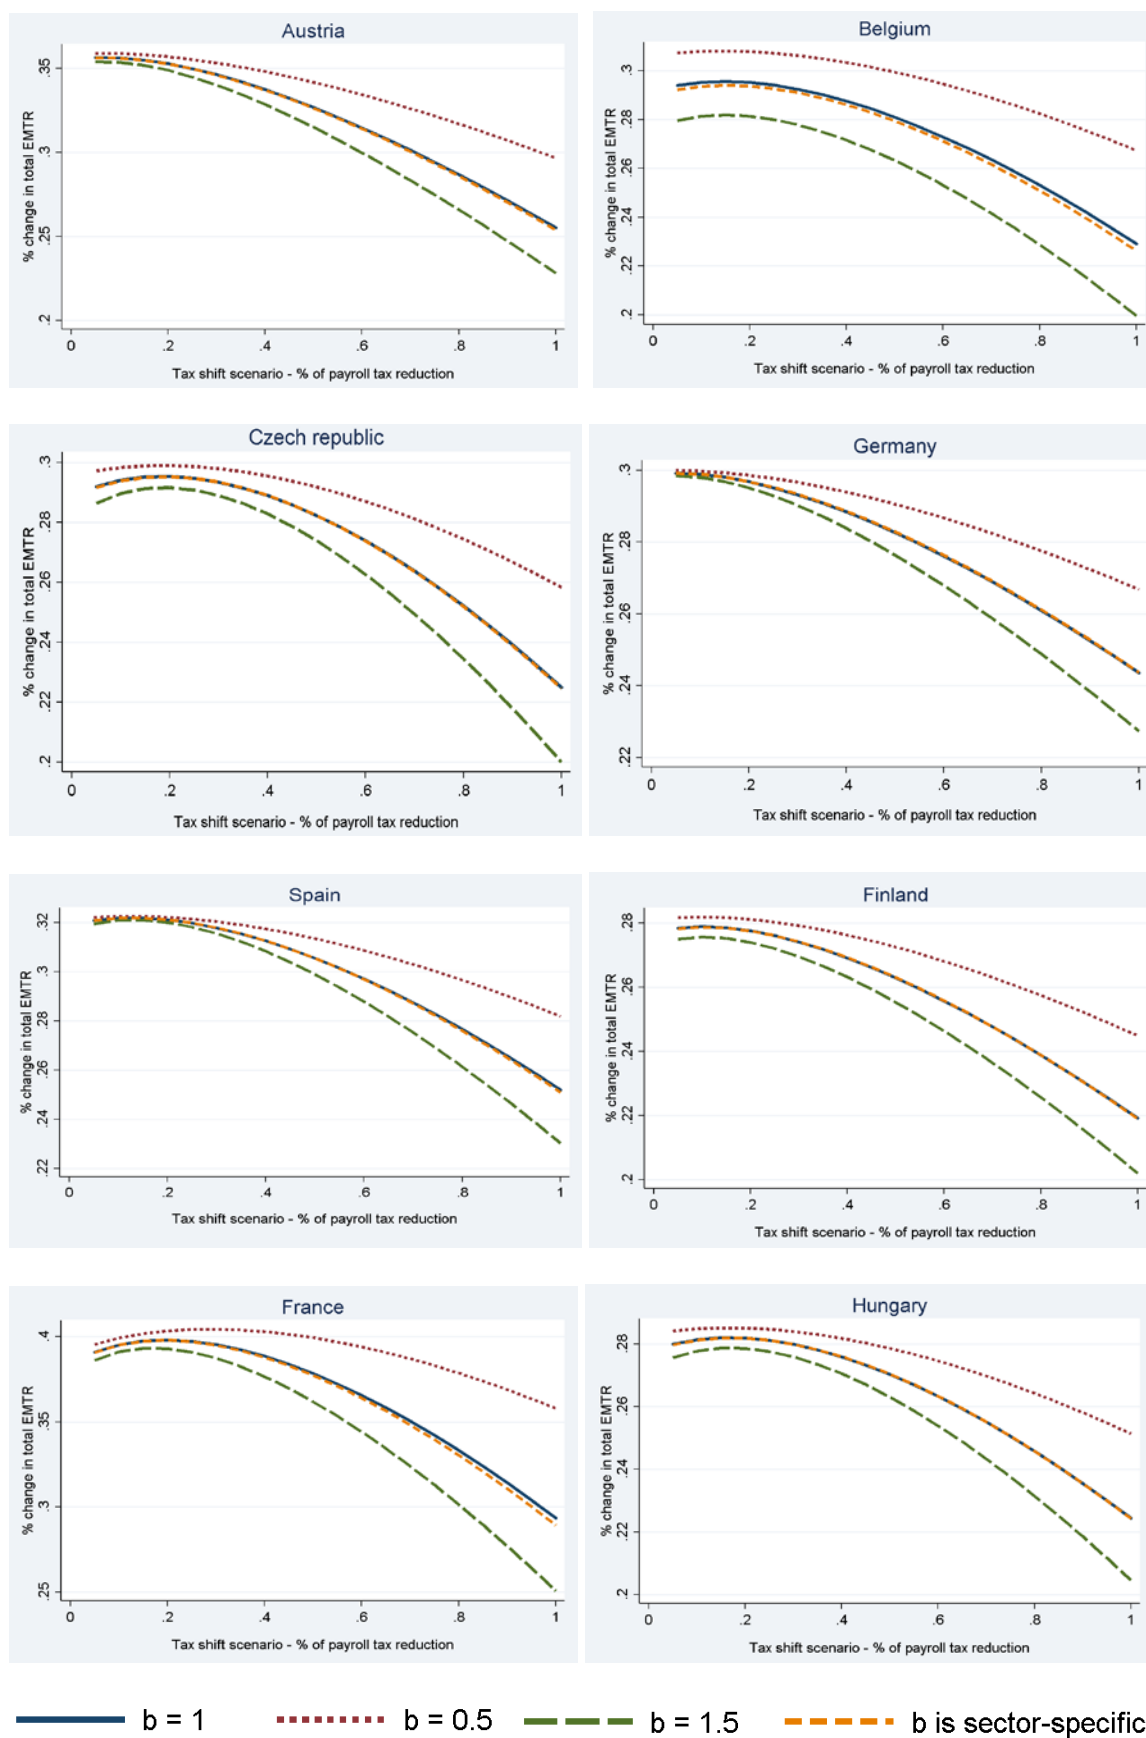 Austria
% change in total EMTR
.35
.3
.25
.2
0 .2 .4 .6 .8 1
Tax shift scenario - % of payroll tax reduction
Belgium
% change in total EMTR
.3
.28
.26
.24
.22
.2
0 .2 .4 .6 .8 1
Tax shift scenario - % of payroll tax reduction
Czech republic
% change in total EMTR
.3
.28
.26
.24
.22
.2
0 .2 .4 .6 .8 1
Tax shift scenario - % of payroll tax reduction
Germany
% change in total EMTR
.3
.28
.26
.24
.22
0 .2 .4 .6 .8 1
Tax shift scenario - % of payroll tax reduction
Spain
% change in total EMTR
.32
.3
.28
.26
.24
.22
0 .2 .4 .6 .8 1
Tax shift scenario - % of payroll tax reduction
Finland
% change in total EMTR
.28
.26
.24
.22
.2
0 .2 .4 .6 .8 1
Tax shift scenario - % of payroll tax reduction
France
% change in total EMTR
.4
.35
.3
.25
0 .2 .4 .6 .8 1
Tax shift scenario - % of payroll tax reduction
Hungary
% change in total EMTR
.28
.26
.24
.22
.2
0 .2 .4 .6 .8 1
Tax shift scenario - % of payroll tax reduction
b = 1 b = 0.5 b = 1.5 b is sector-specific